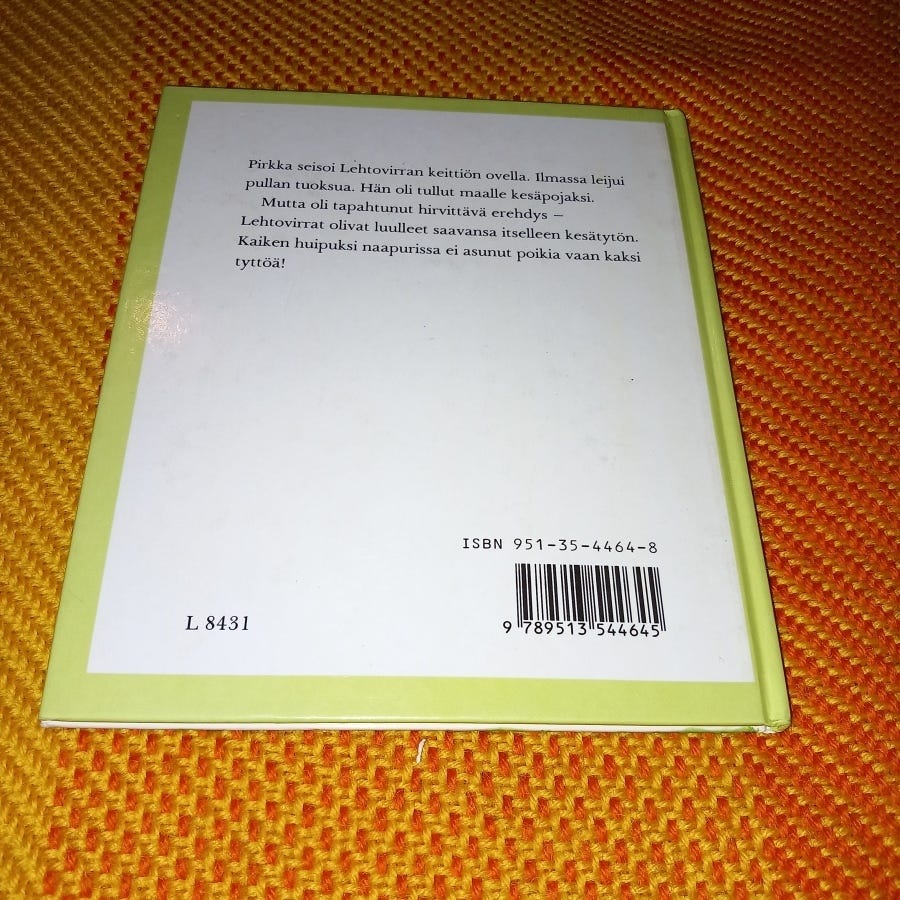 Pirkka seisoi Lehtovirran keittiön ovella. Ilmassa leijui
pullan tuoksua. Hän oli tullut maalle kesäpojaksi.
Mutta oli tapahtunut hirvittävä erehdys –
Lehtovirrat olivat luulleet saavansa itselleen kesätytön.
Kaiken huipuksi naapurissa ei asunut poikia vaan kaksi
tyttöä!
ISBN 951-35-4464-8
L 8431
9 789513 544645